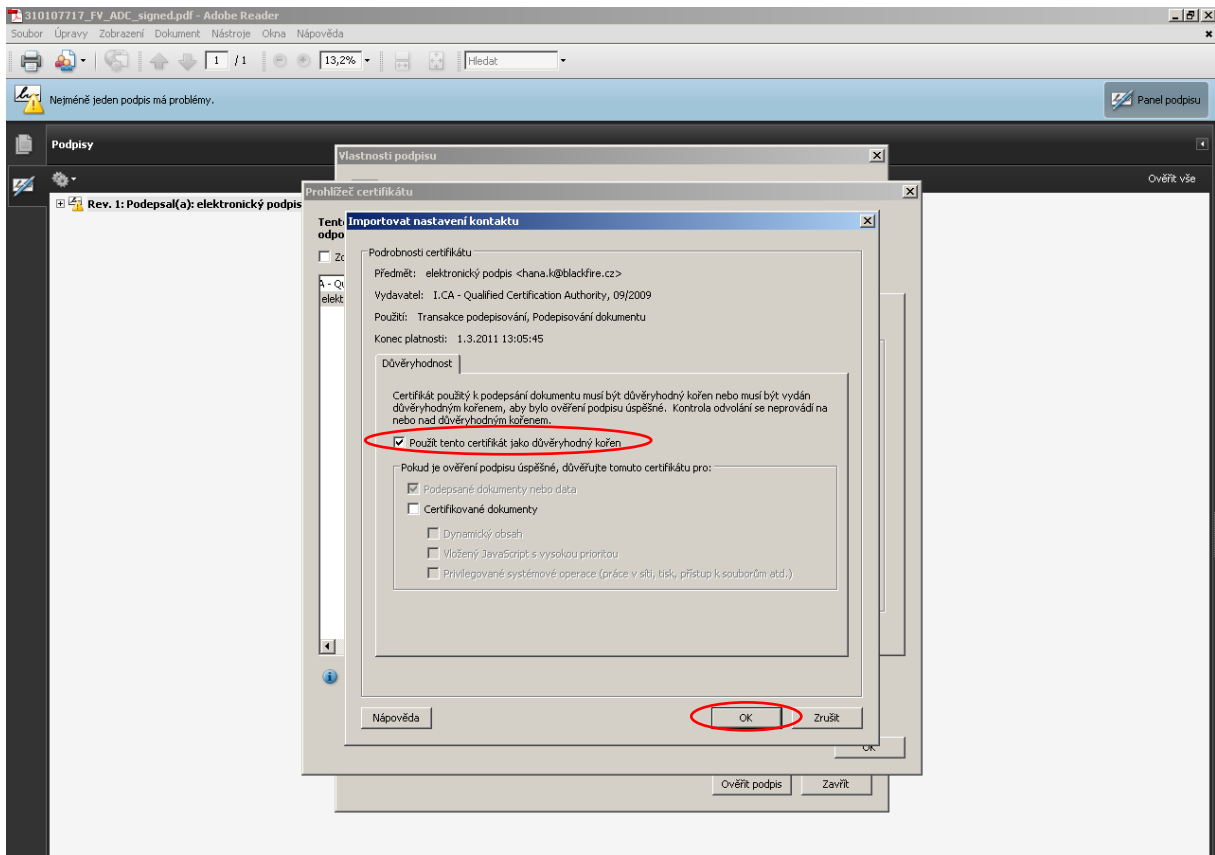 310107717_FV_ADC_signed.pdf - Adobe Reader
Soubor Úpravy Zobrazení Dokument Nástroje Okna Nápověda
1 / 1 13,2% Hledat
Nejméně jeden podpis má problémy.
Panel podpisu
Podpisy
Ověřit vše
Rev. 1: Podepsal(a): elektronický podpis
Vlastnosti podpisu
Prohlížeč certifikátu
Importovat nastavení kontaktu
Podrobnosti certifikátu
Předmět: elektronický podpis <hana.k@blackfire.cz>
Vydavatel: I.CA - Qualified Certification Authority, 09/2009
Použití: Transakce podepisování, Podepisování dokumentu
Konec platnosti: 1.3.2011 13:05:45
Důvěryhodnost
Certifikát použitý k podepsání dokumentu musí být důvěryhodný kořen nebo musí být vydán
důvěryhodným kořenem, aby bylo ověření podpisu úspěšné. Kontrola odvolání se neprovádí na
nebo nad důvěryhodným kořenem.
Použít tento certifikát jako důvěryhodný kořen
Pokud je ověření podpisu úspěšné, důvěřujte tomuto certifikátu pro:
Podepsané dokumenty nebo data
Certifikované dokumenty
Dynamický obsah
Vložený JavaScript s vysokou prioritou
Privilegované systémové operace (práce v síti, tisk, přístup k souborům atd.)
Nápověda
OK
Zrušit
OK
Ověřit podpis
Zavřít